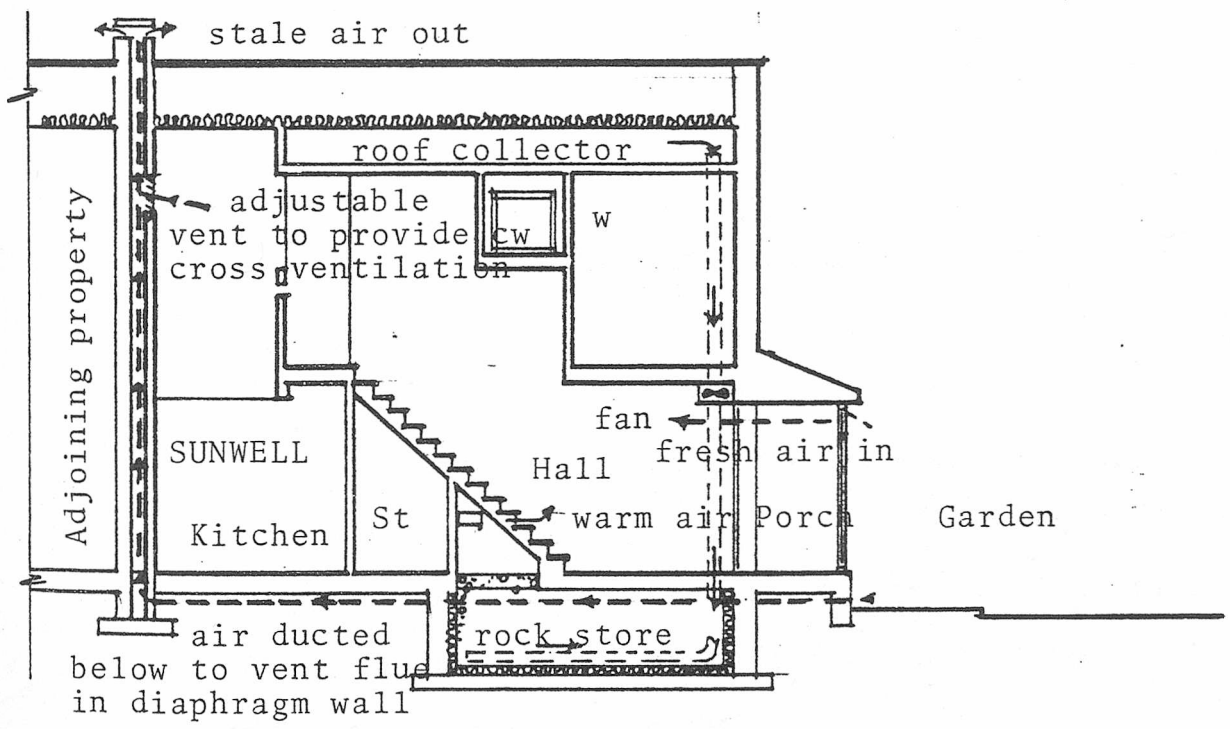 stale air out
roof collector
adjustable
vent to provide cw
cross ventilation
w
Adjoining property
fan
fresh air in
SUNWELL
Hall
St
warm air
Porch
Garden
Kitchen
air ducted
below to vent flue
in diaphragm wall
rock store